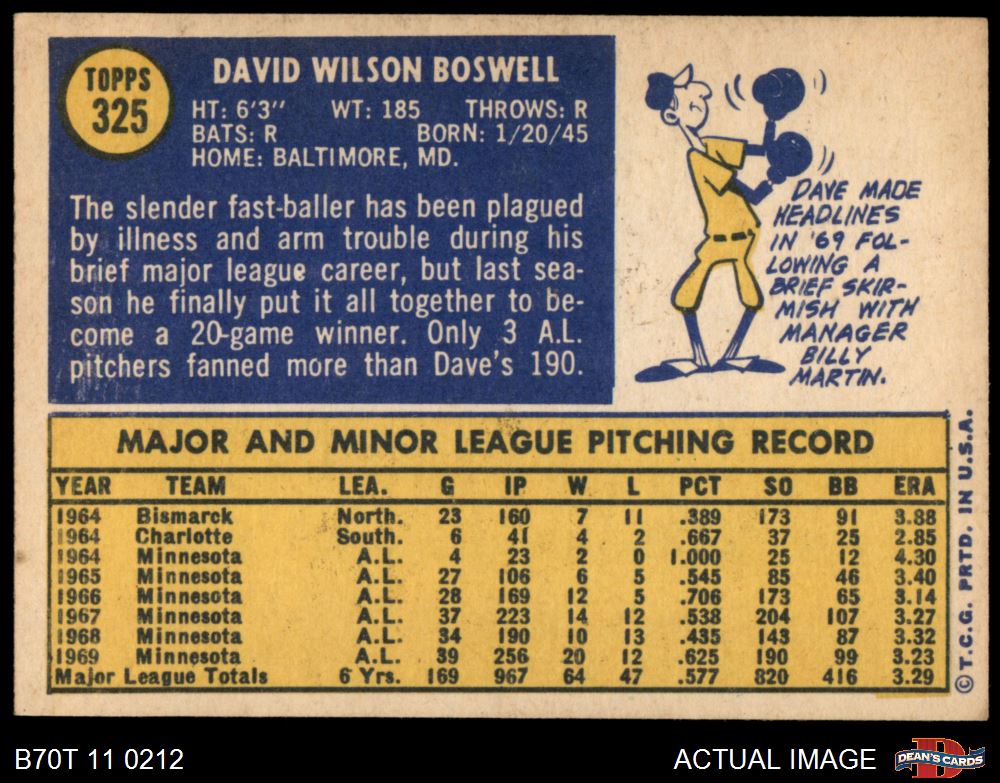 TOPPS
325
DAVID WILSON BOSWELL
HT: 6'3" WT: 185 THROWS: R
BATS: R BORN: 1/20/45
HOME: BALTIMORE, MD.
The slender fast-baller has been plagued
by illness and arm trouble during his
brief major league career, but last sea-
son he finally put it all together to be-
come a 20-game winner. Only 3 A.L.
pitchers fanned more than Dave's 190.
DAVE MADE
HEADLINES
IN '69 FOL-
LOWING A
BRIEF SKIR-
MISH WITH
MANAGER
BILLY
MARTIN.
MAJOR AND MINOR LEAGUE PITCHING RECORD
YEAR TEAM LEA. G IP W L PCT SO BB ERA
1964 Bismarck North. 23 160 7 11 .389 173 91 3.88
1964 Charlotte South. 6 41 4 2 .667 37 25 2.85
1964 Minnesota A.L. 4 23 2 0 1.000 25 12 4.30
1965 Minnesota A.L. 27 106 6 5 .545 85 46 3.40
1966 Minnesota A.L. 28 169 12 5 .706 173 65 3.14
1967 Minnesota A.L. 37 223 14 12 .538 204 107 3.27
1968 Minnesota A.L. 34 190 10 13 .435 143 87 3.32
1969 Minnesota A.L. 39 256 20 12 .625 190 99 3.23
Major League Totals 6 Yrs. 169 967 64 47 .577 820 416 3.29
©T.C.G. PRTD. IN U.S.A.
B70T 11 0212
ACTUAL IMAGE
D
DEAN'S CARDS